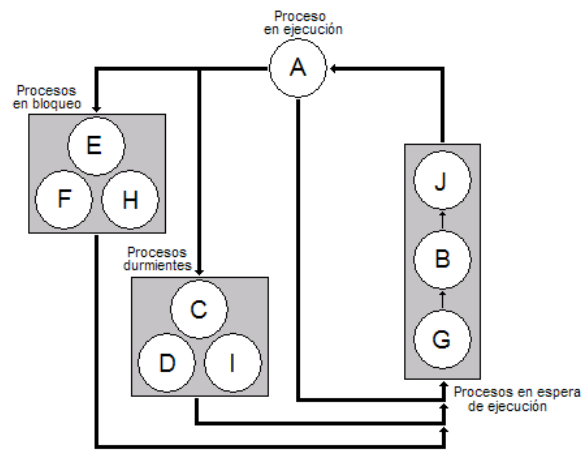 Proceso
en ejecución
A
Procesos
en bloqueo
E
F
H
J
B
G
Procesos
durmientes
C
D
I
Procesos en espera
de ejecución